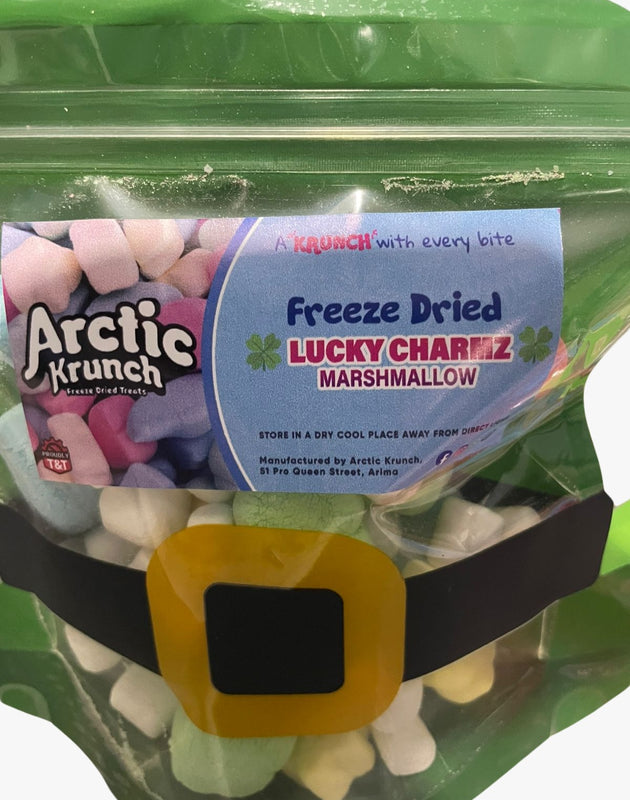 A "KRUNCH" with every bite
Arctic
Krunch
Freeze Dried Treats
Freeze Dried
LUCKY CHARMZ
MARSHMALLOW
STORE IN A DRY COOL PLACE AWAY FROM DIRECT
Manufactured by Arctic Krunch,
51 Pro Queen Street, Arima
PROUDLY
T&T